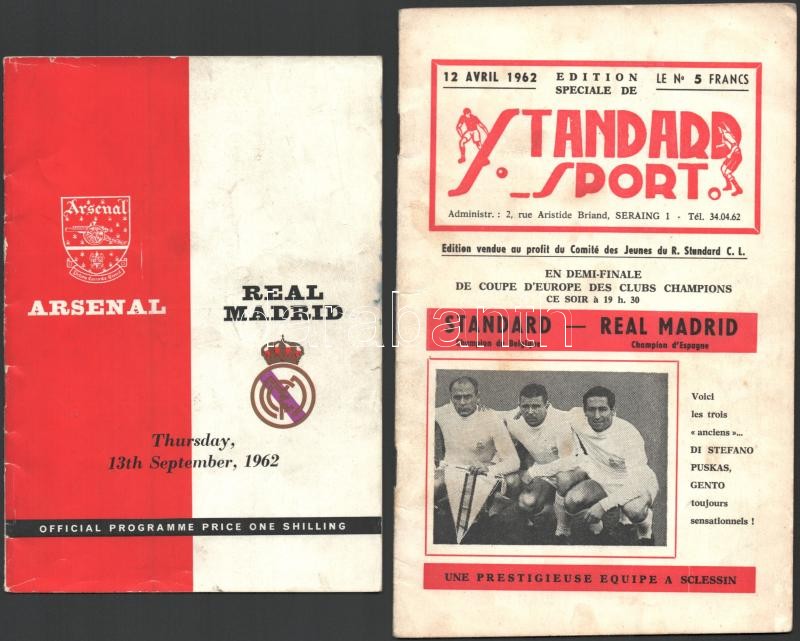 Arsenal
ARSENAL
REAL
MADRID
Thursday,
13th September, 1962
OFFICIAL PROGRAMME PRICE ONE SHILLING
12 AVRIL 1962 EDITION SPECIALE DE LE Nº 5 FRANCS
STANDARD
SPORT.
Administr. : 2, rue Aristide Briand, SERAING 1 - Tél. 34.04.62
Edition vendue au profit du Comité des Jeunes du R. Standard C. L.
EN DEMI-FINALE
DE COUPE D'EUROPE DES CLUBS CHAMPIONS
CE SOIR à 19 h. 30
STANDARD — REAL MADRID
Champion de Belgique Champion d'Espagne
Voici
les trois
« anciens »...
DI STEFANO
PUSKAS,
GENTO
toujours
sensationnels !
UNE PRESTIGIEUSE EQUIPE A SCLESSIN